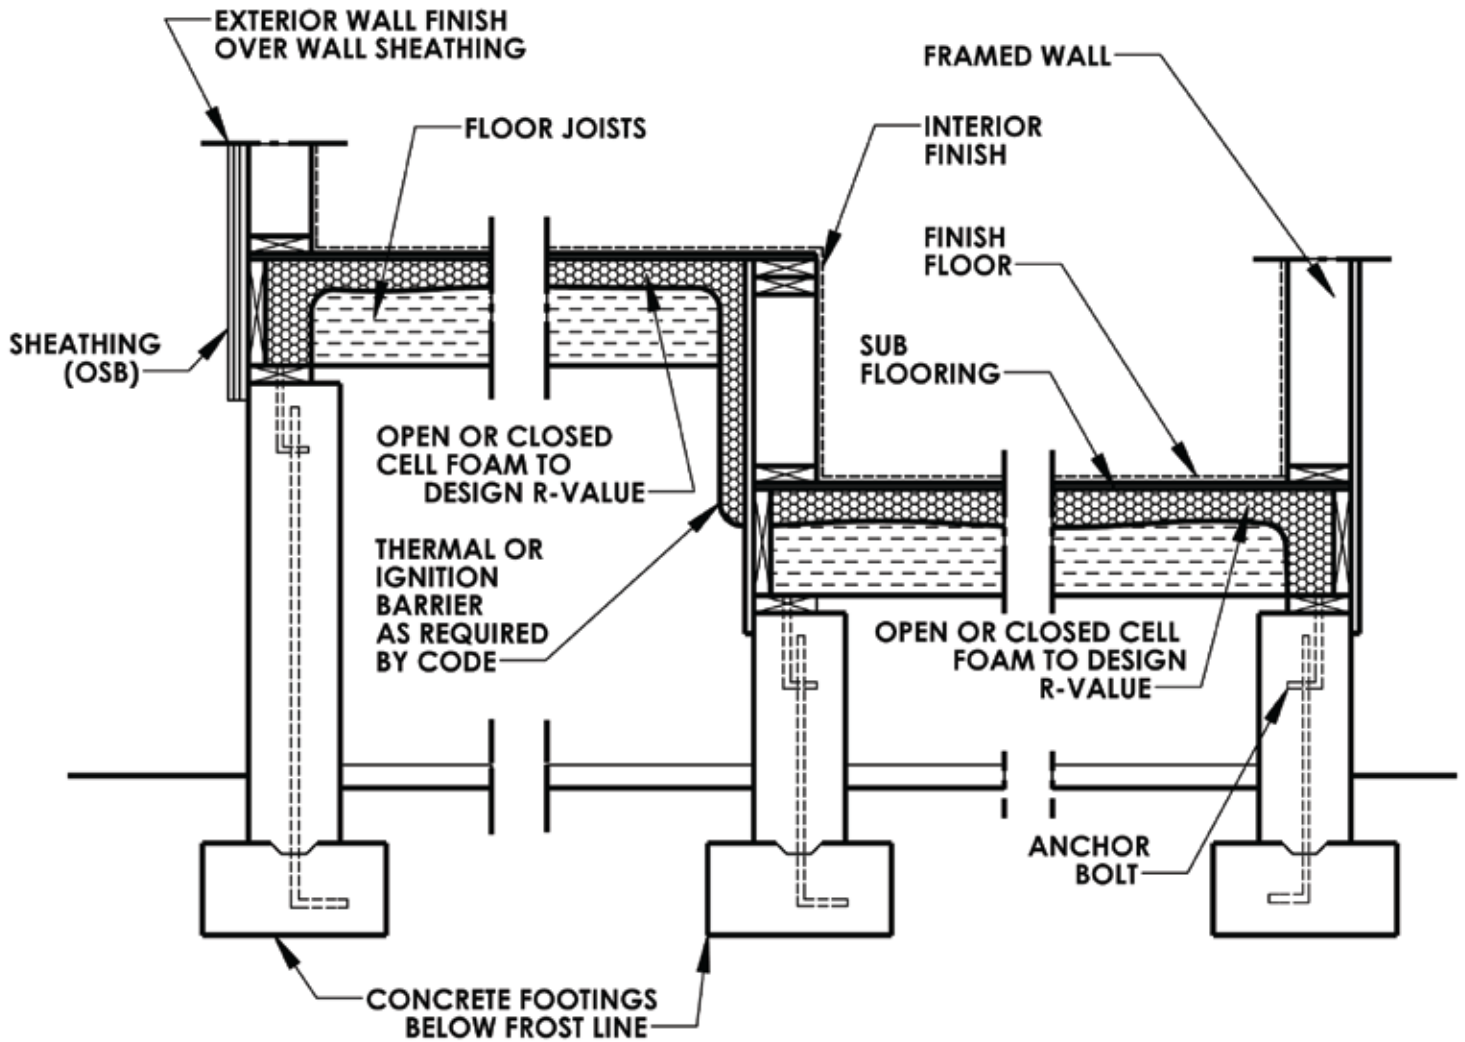 EXTERIOR WALL FINISH
OVER WALL SHEATHING
FRAMED WALL
FLOOR JOISTS
INTERIOR
FINISH
FINISH
FLOOR
SHEATHING
(OSB)
SUB
FLOORING
OPEN OR CLOSED
CELL FOAM TO
DESIGN R-VALUE
THERMAL OR
IGNITION
BARRIER
AS REQUIRED
BY CODE
OPEN OR CLOSED CELL
FOAM TO DESIGN
R-VALUE
ANCHOR
BOLT
CONCRETE FOOTINGS
BELOW FROST LINE